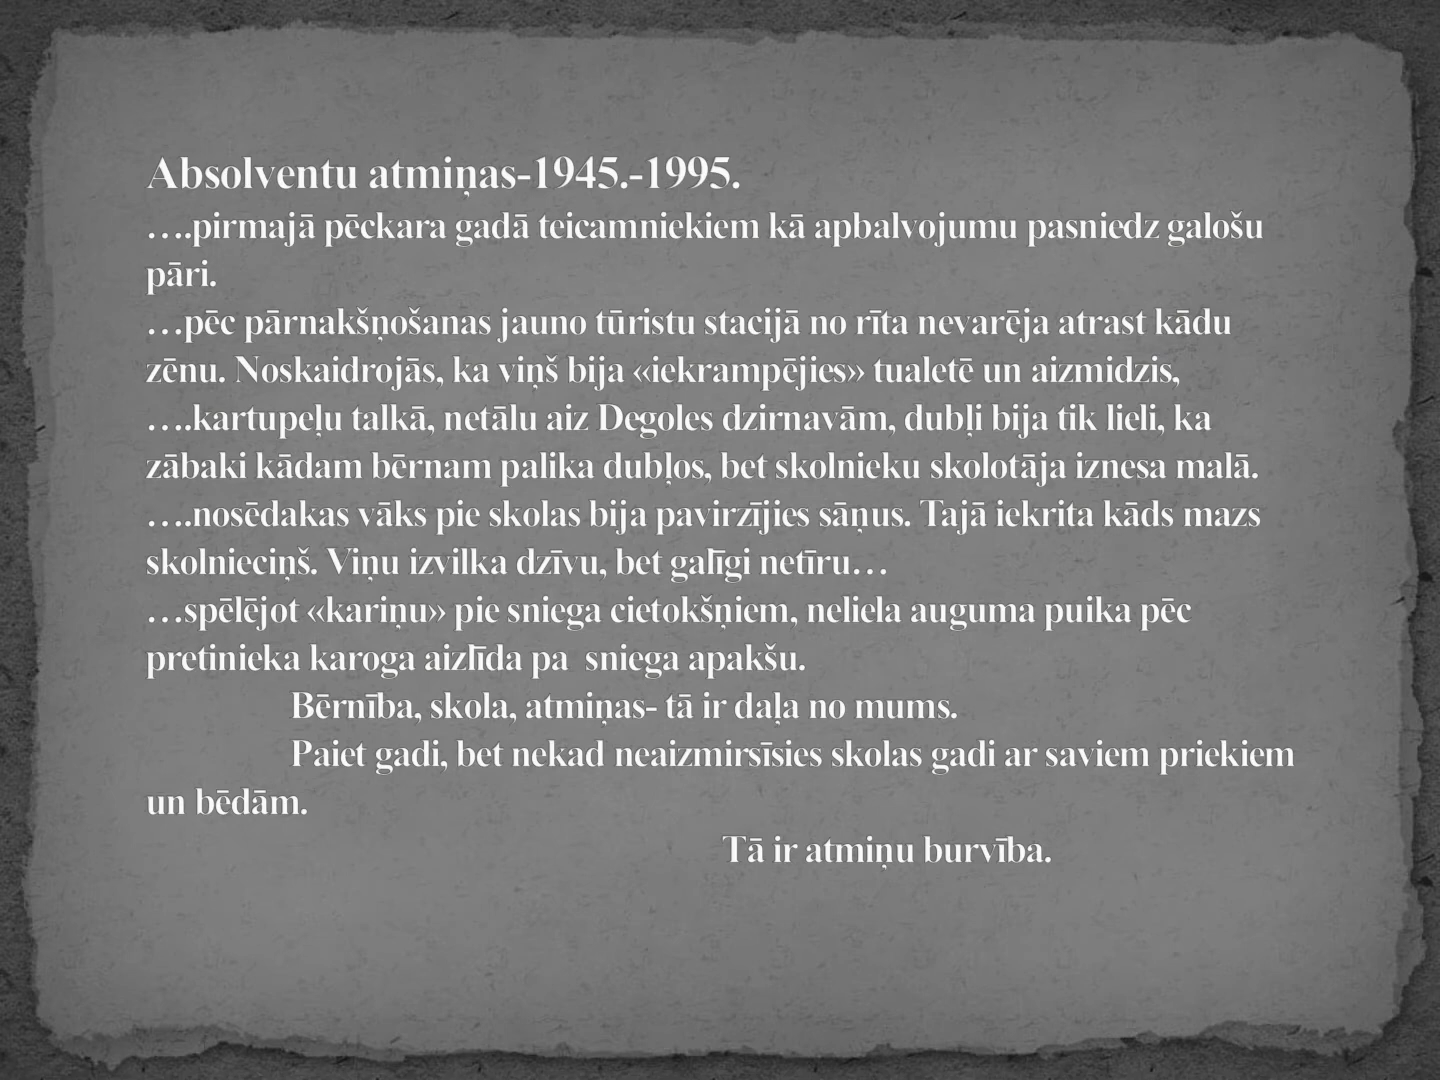 Absolventu atmiņas-1945.-1995.
….pirmajā pēckara gadā teicamniekiem kā apbalvojumu pasniedz galošu
pāri.
…pēc pārnakšņošanas jauno tūristu stacijā no rīta nevarēja atrast kādu
zēnu. Noskaidrojās, ka viņš bija «iekrampējies» tualetē un aizmidzis,
….kartupeļu talkā, netālu aiz Degoles dzirnavām, dubļi bija tik lieli, ka
zābaki kādam bērnam palika dubļos, bet skolnieku skolotāja iznesa malā.
….nosēdakas vāks pie skolas bija pavirzījies sāņus. Tajā iekrita kāds mazs
skolnieciņš. Viņu izvilka dzīvu, bet galīgi netīru…
…spēlējot «kariņu» pie sniega cietokšņiem, neliela auguma puika pēc
pretinieka karoga aizlīda pa  sniega apakšu.
Bērnība, skola, atmiņas- tā ir daļa no mums.
Paiet gadi, bet nekad neaizmirsīsies skolas gadi ar saviem priekiem
un bēdām.
Tā ir atmiņu burvība.